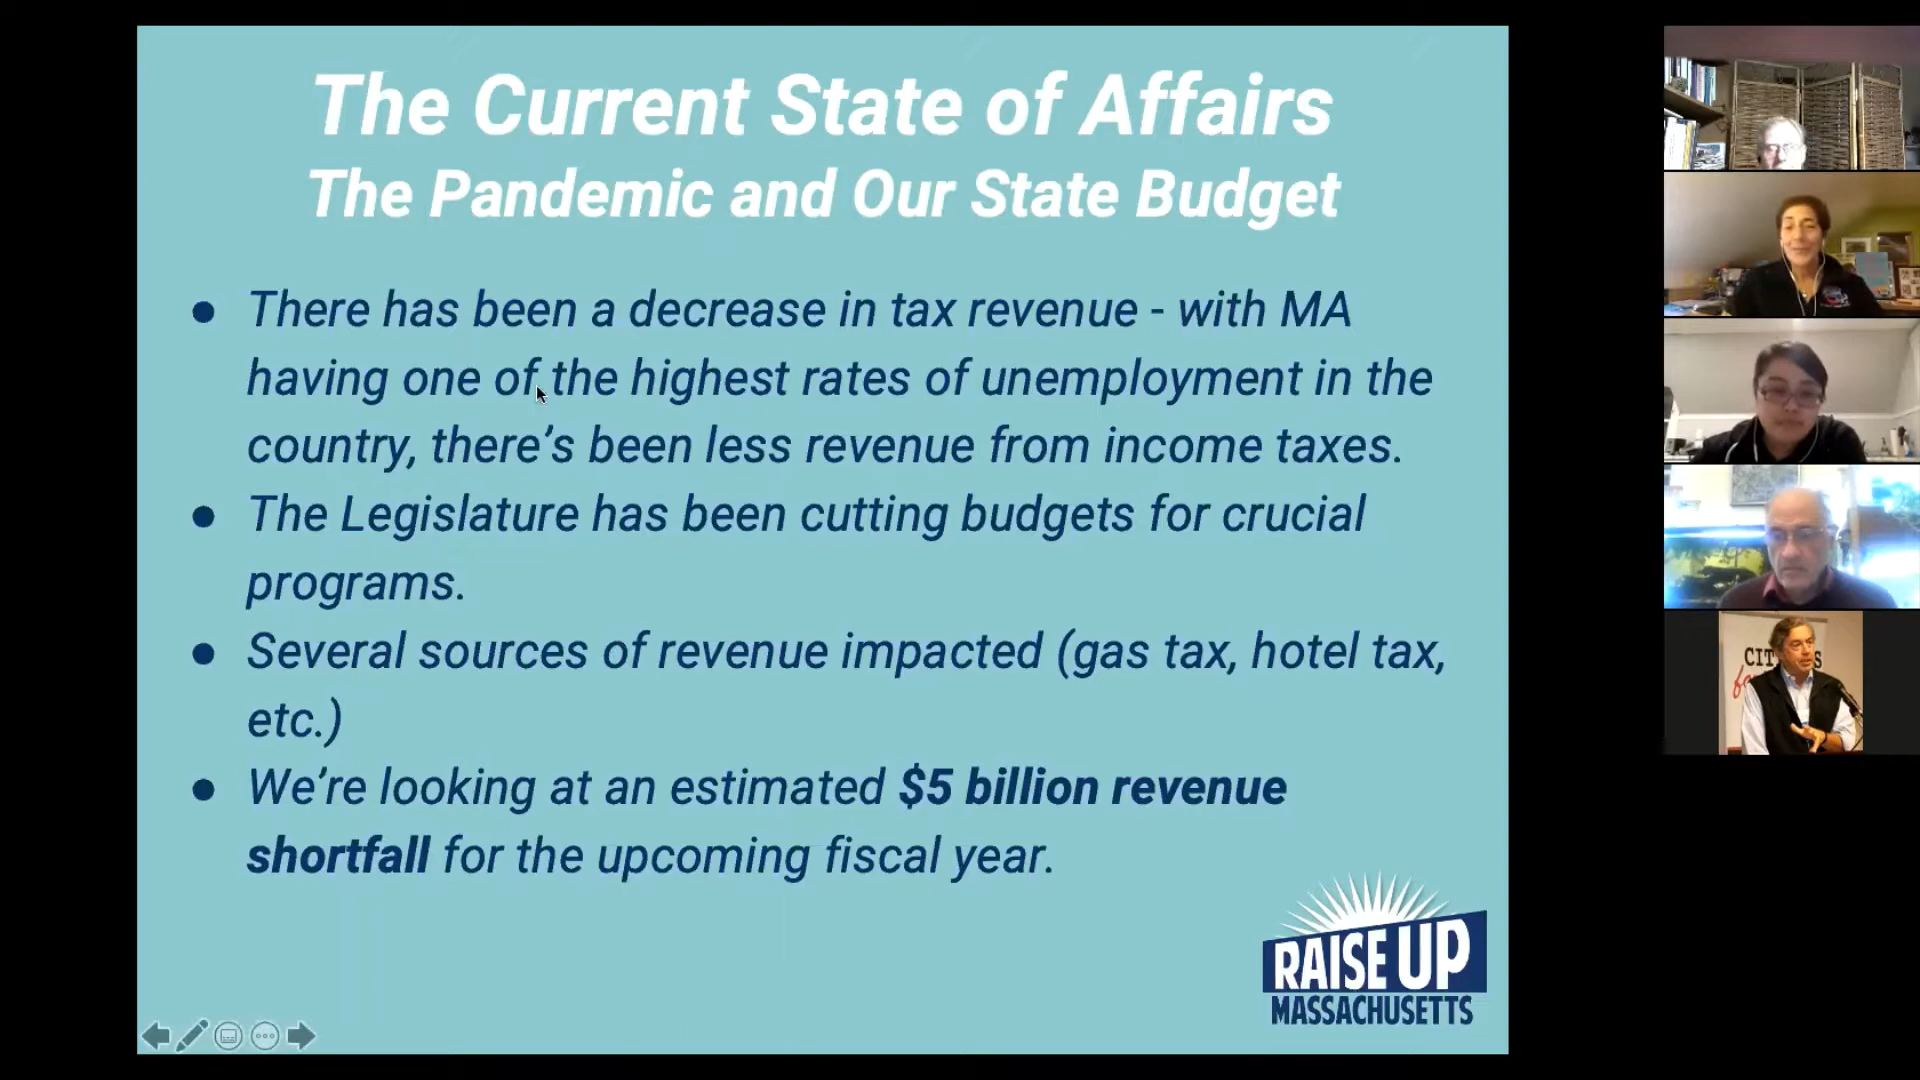 The Current State of Affairs
The Pandemic and Our State Budget
● There has been a decrease in tax revenue - with MA
having one of the highest rates of unemployment in the
country, there's been less revenue from income taxes.
● The Legislature has been cutting budgets for crucial
programs.
● Several sources of revenue impacted (gas tax, hotel tax,
etc.)
● We're looking at an estimated $5 billion revenue
shortfall for the upcoming fiscal year.
RAISE UP
MASSACHUSETTS